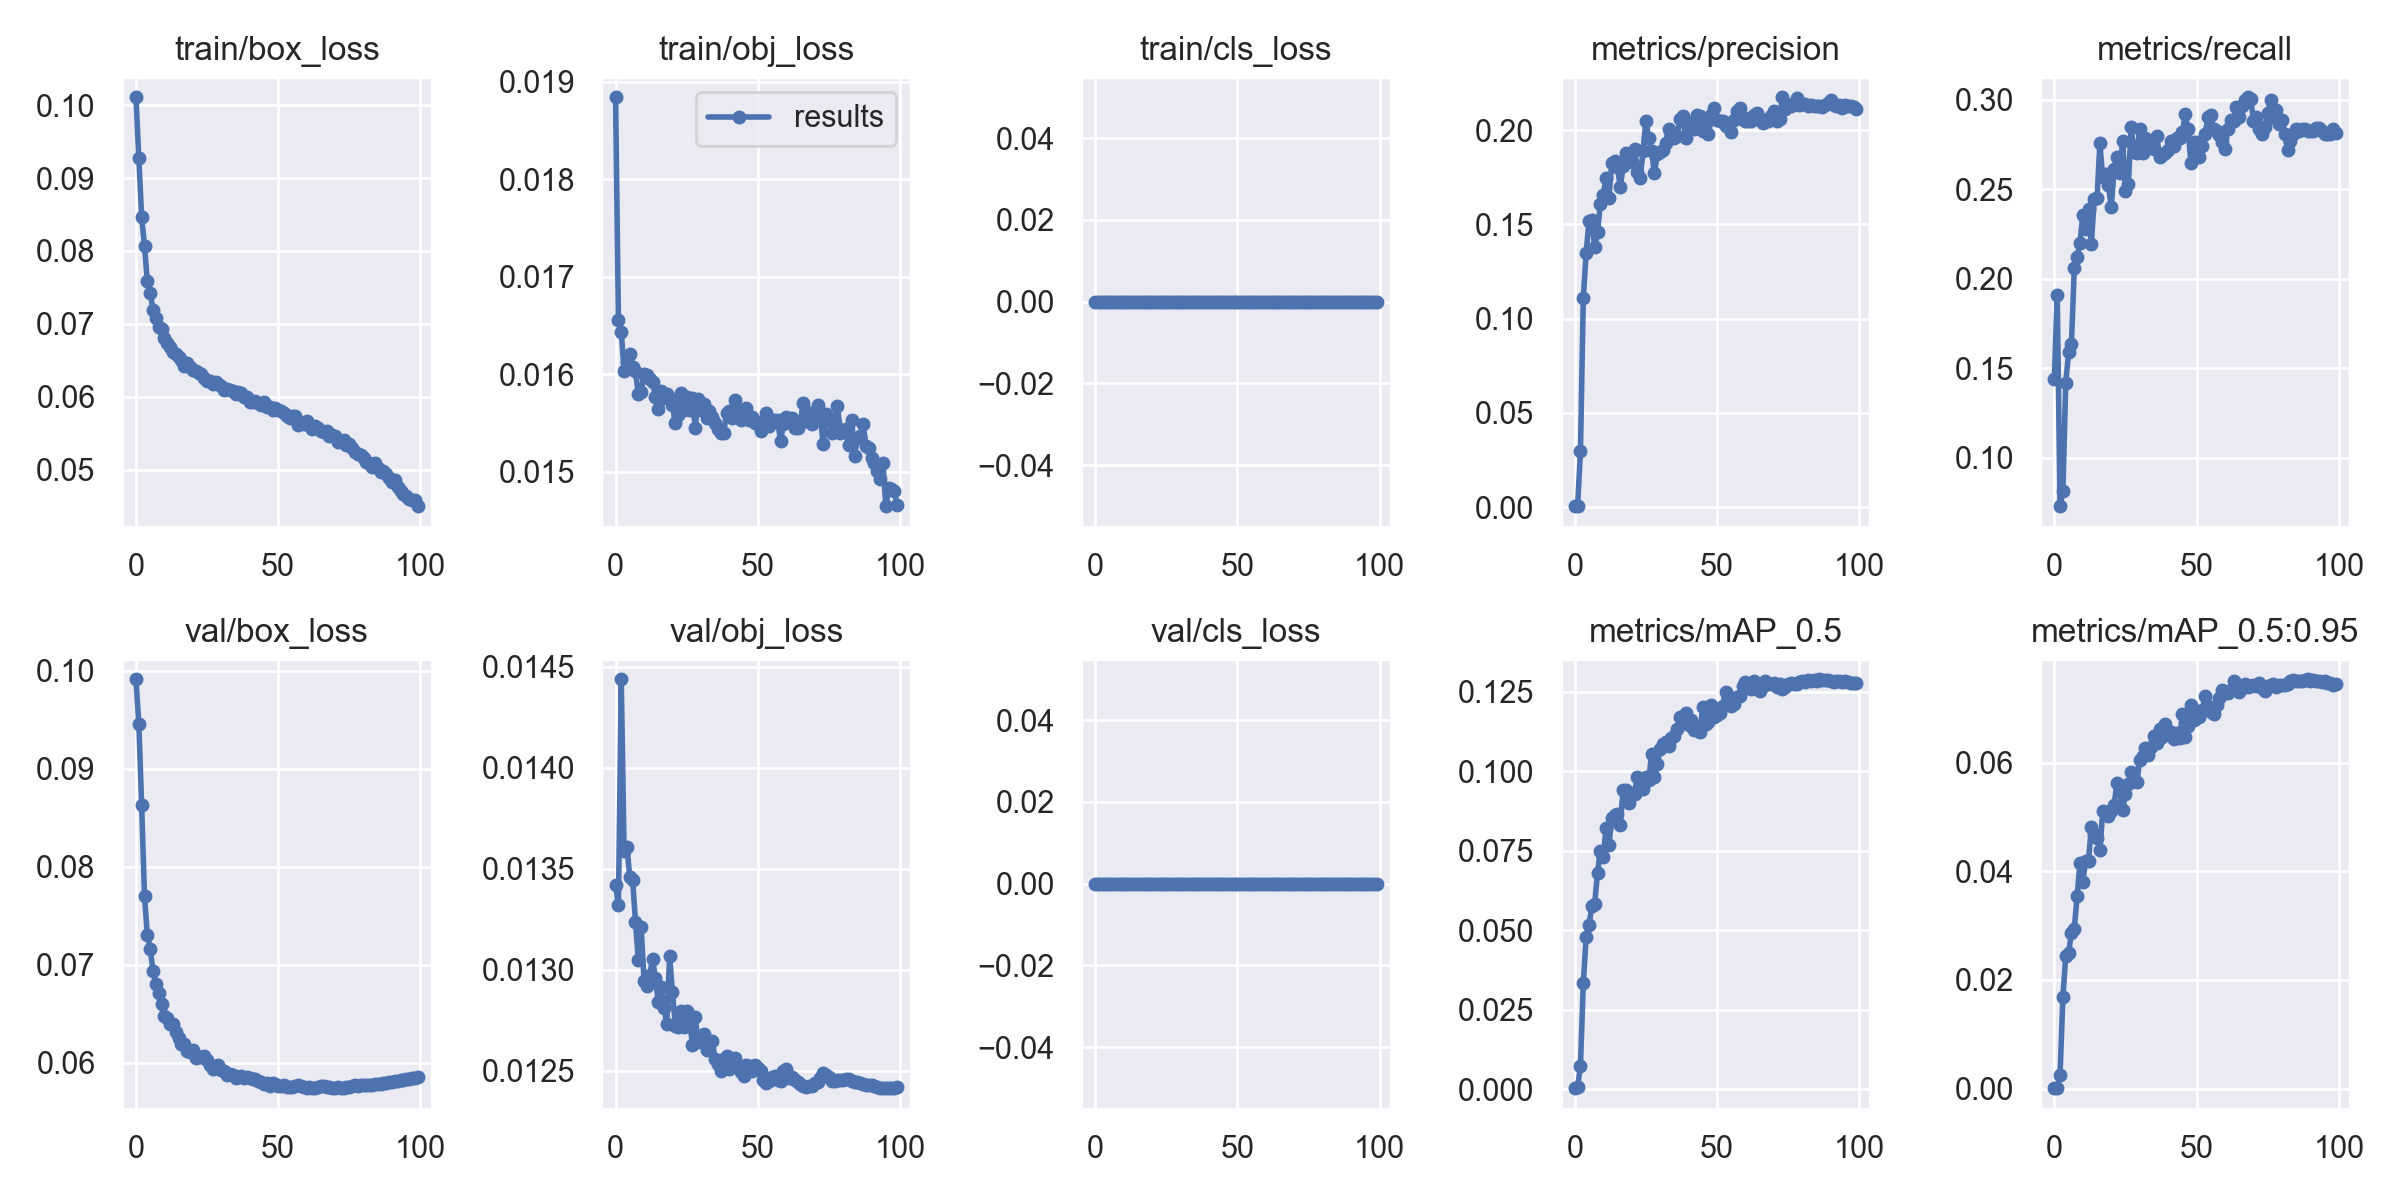 train/box_loss
0.10
0.09
0.08
0.07
0.06
0.05
0 50 100
train/obj_loss
results
0.019
0.018
0.017
0.016
0.015
0 50 100
train/cls_loss
0.04
0.02
0.00
−0.02
−0.04
0 50 100
metrics/precision
0.20
0.15
0.10
0.05
0.00
0 50 100
metrics/recall
0.30
0.25
0.20
0.15
0.10
0 50 100
val/box_loss
0.10
0.09
0.08
0.07
0.06
0 50 100
val/obj_loss
0.0145
0.0140
0.0135
0.0130
0.0125
0 50 100
val/cls_loss
0.04
0.02
0.00
−0.02
−0.04
0 50 100
metrics/mAP_0.5
0.125
0.100
0.075
0.050
0.025
0.000
0 50 100
metrics/mAP_0.5:0.95
0.06
0.04
0.02
0.00
0 50 100